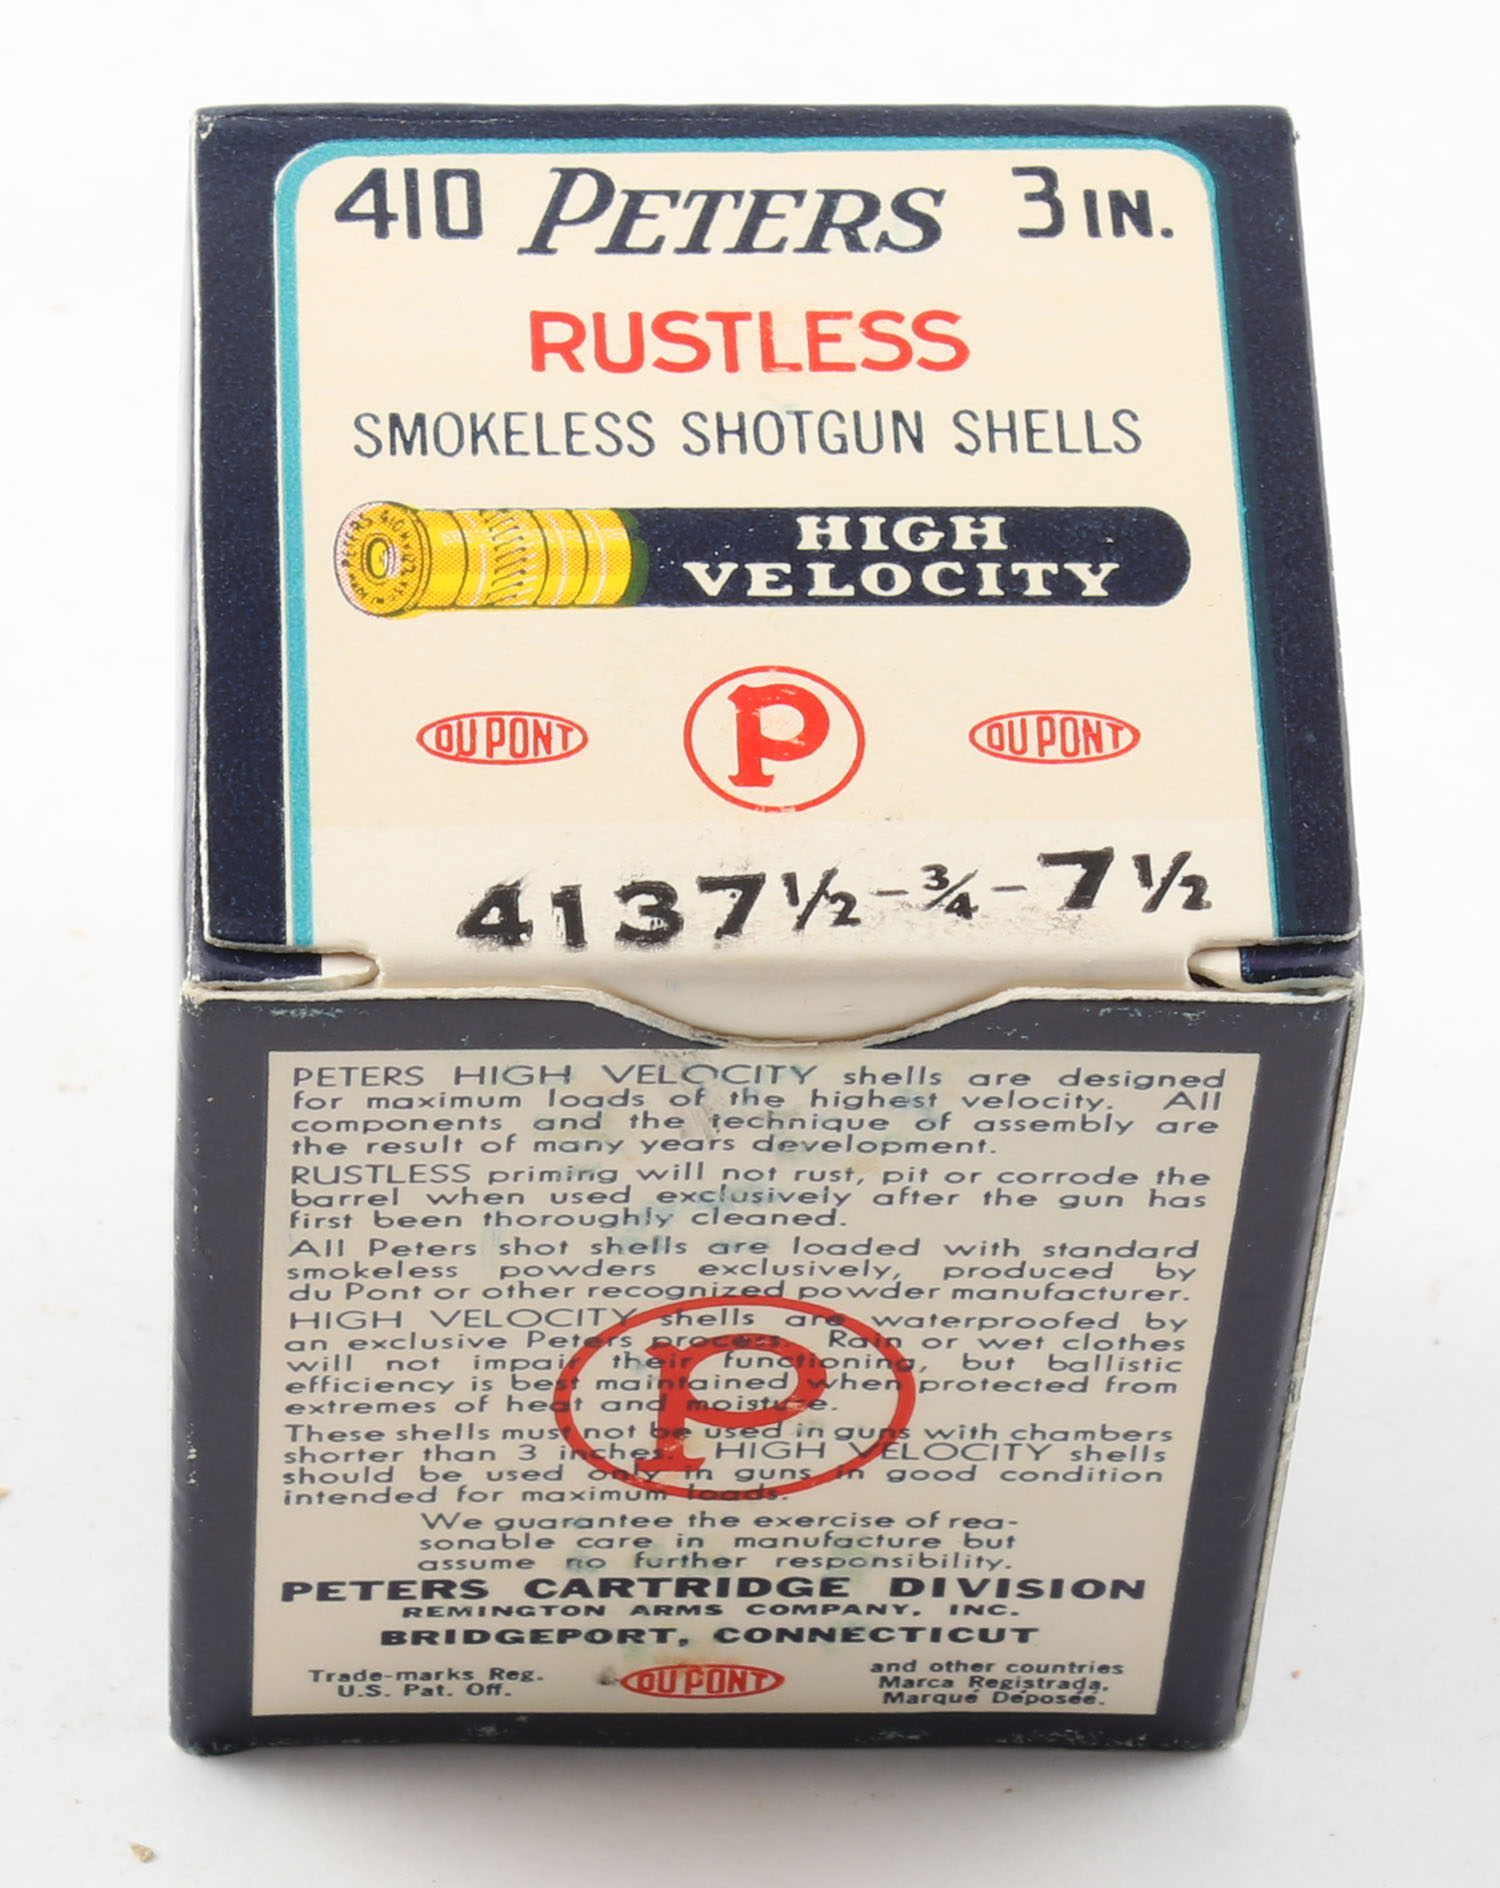 410 PETERS 3 IN.
RUSTLESS
SMOKELESS SHOTGUN SHELLS
HIGH
VELOCITY
DU PONT P DU PONT
4137½-¾-7½
PETERS HIGH VELOCITY shells are designed
for maximum loads of the highest velocity. All
components and the technique of assembly are
the result of many years development.
RUSTLESS priming will not rust, pit or corrode the
barrel when used exclusively after the gun has
first been thoroughly cleaned.
All Peters shot shells are loaded with standard
smokeless powders exclusively, produced by
du Pont or other recognized powder manufacturer.
HIGH VELOCITY shells are waterproofed by
an exclusive Peters process. Rain or wet clothes
will not impair their functioning, but ballistic
efficiency is best maintained when protected from
extremes of heat and moisture.
These shells must not be used in guns with chambers
shorter than 3 inches. HIGH VELOCITY shells
should be used only in guns in good condition
intended for maximum loads.
P
We guarantee the exercise of rea-
sonable care in manufacture but
assume no further responsibility.
PETERS CARTRIDGE DIVISION
REMINGTON ARMS COMPANY, INC.
BRIDGEPORT, CONNECTICUT
Trade-marks Reg.
U.S. Pat. Off.
DU PONT
and other countries
Marca Registrada.
Marqué Déposée.